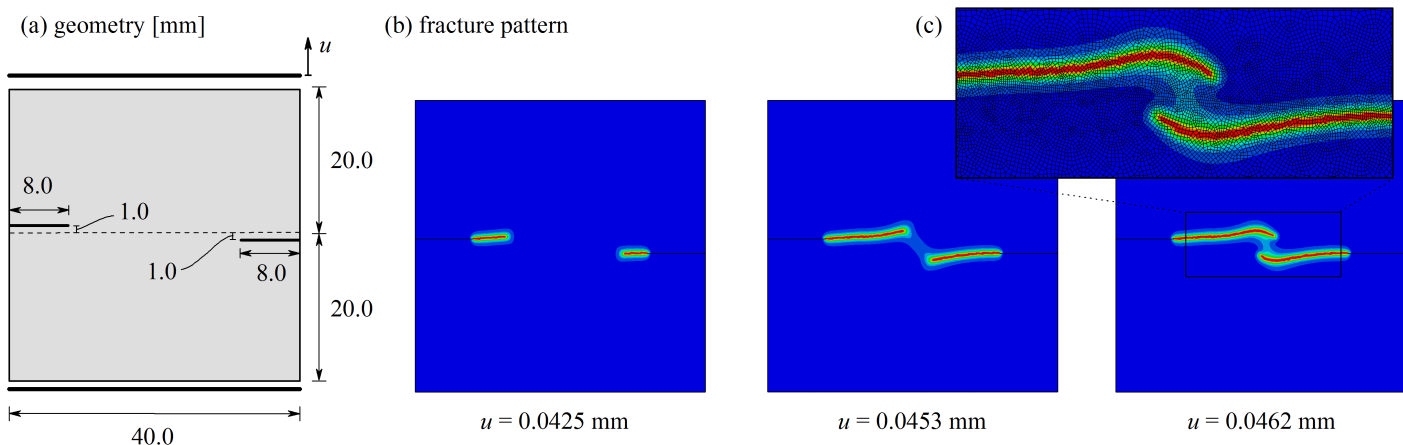 (a) geometry [mm]
u
20.0
8.0
1.0
1.0
8.0
20.0
40.0
(b) fracture pattern
(c)
u = 0.0425 mm
u = 0.0453 mm
u = 0.0462 mm